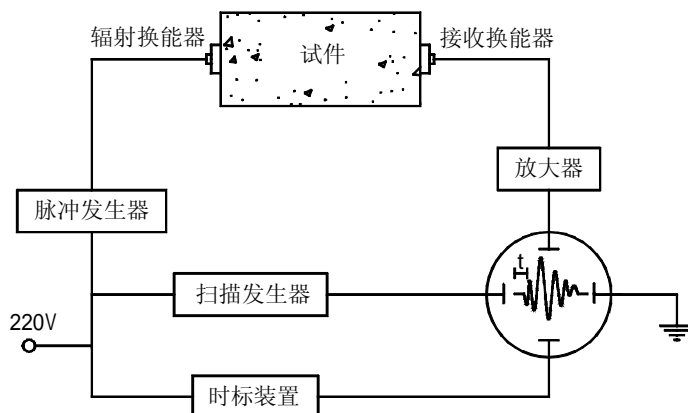 辐射换能器
试件
接收换能器
放大器
脉冲发生器
t
扫描发生器
220V
时标装置